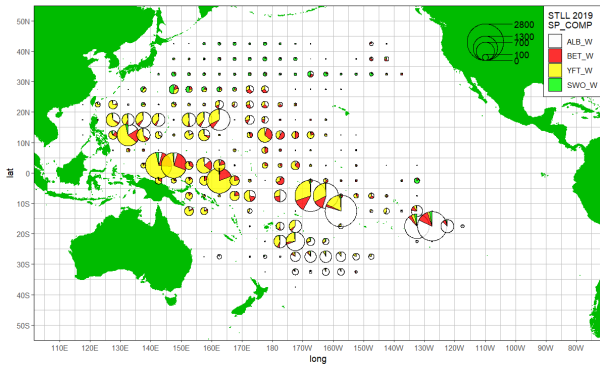 STLL 2019
SP_COMP
ALB_W
BET_W
YFT_W
SWO_W
2800
1300
700
100
0
50N
40N
30N
20N
10N
0
10S
20S
30S
40S
50S
lat
110E 120E 130E 140E 150E 160E 170E 180 170W 160W 150W 140W 130W 120W 110W 100W 90W 80W
long